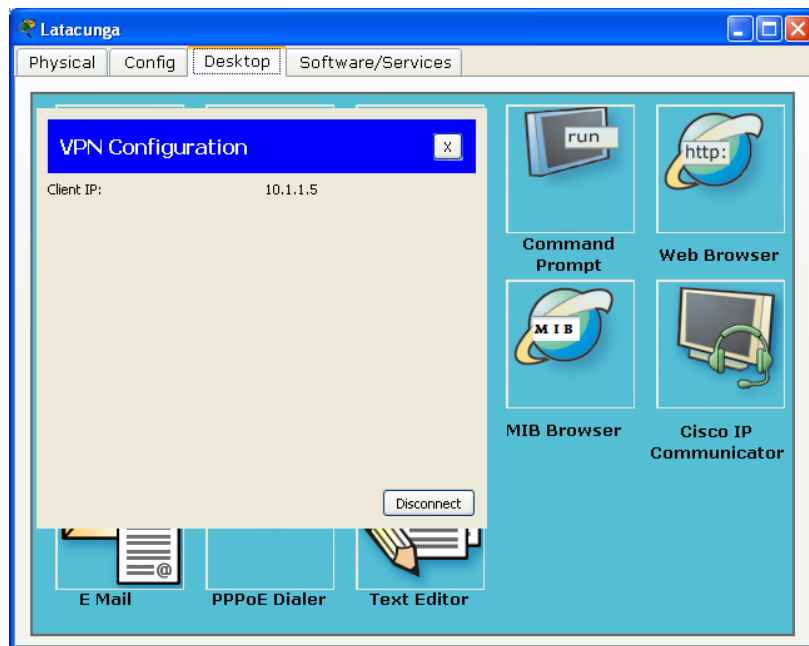 Latacunga
Physical Config Desktop Software/Services
VPN Configuration X
Client IP: 10.1.1.5
Disconnect
run
http:
Command Prompt
Web Browser
MIB
MIB Browser
Cisco IP Communicator
@
E Mail
PPPoE Dialer
Text Editor